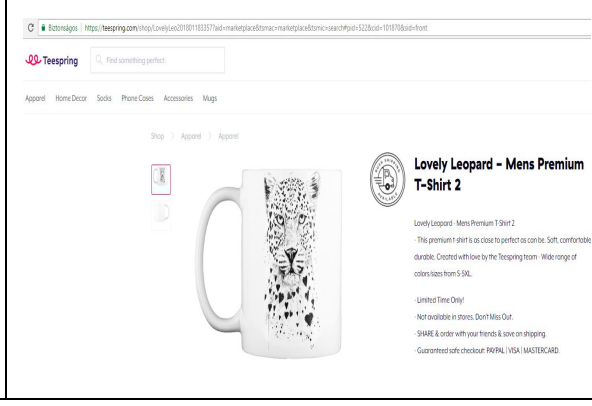 Biztonságos | https://teespring.com/shop/LovelyLeo20180118335?aid=marketplace&tsmac=marketplace&tsmic=search#pid=522&cid=101870&sid=front
Teespring
Find something perfect
Apparel Home Decor Socks Phone Cases Accessories Mugs
Shop > Apparel > Apparel
RUSH SHIPPING AVAILABLE
Lovely Leopard - Mens Premium
T-Shirt 2
Lovely Leopard - Mens Premium T-Shirt 2
- This premium t-shirt is as close to perfect as can be. Soft, comfortable
durable. Created with love by the Teespring team - Wide range of
colors/sizes from S-5XL.
- Limited Time Only!
- Not available in stores. Don't Miss Out.
- SHARE & order with your friends & save on shipping.
- Guaranteed safe checkout: PAYPAL | VISA | MASTERCARD.